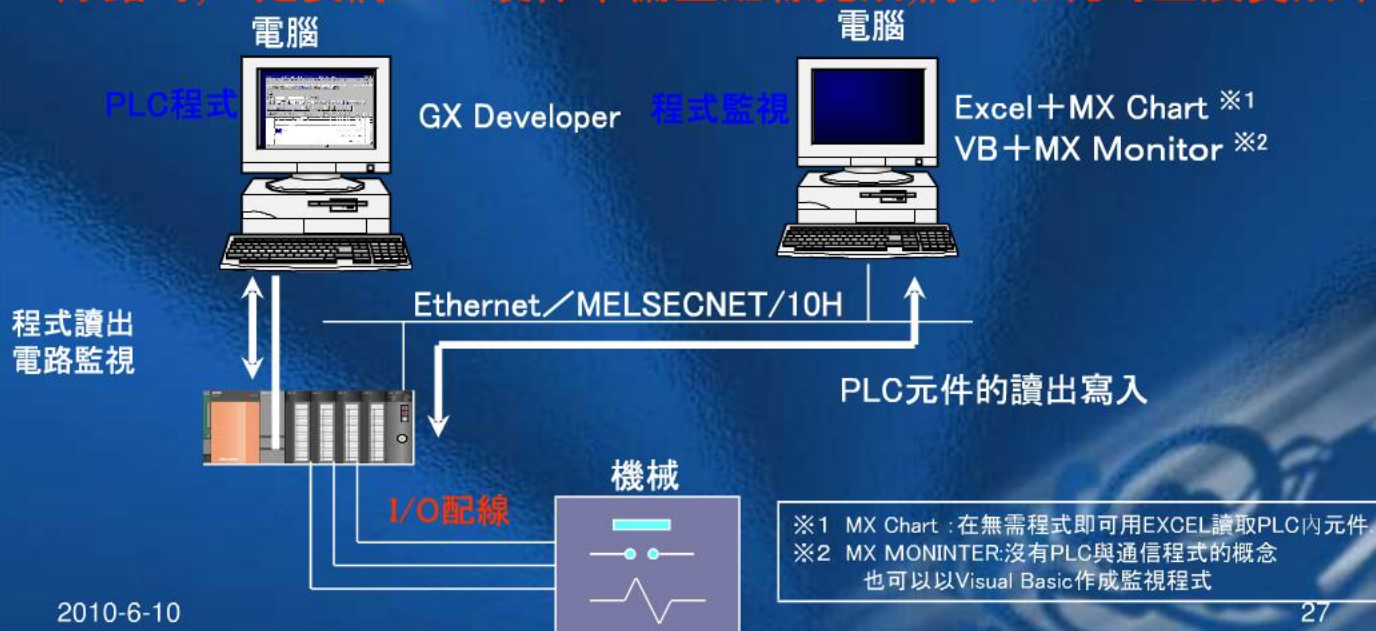 電腦
電腦
PLC程式
GX Developer
程式監視
Excel＋MX Chart ※1
VB＋MX Monitor ※2
Ethernet／MELSECNET/10H
程式讀出
電路監視
PLC元件的讀出寫入
機械
I/O配線
※1 MX Chart :在無需程式即可用EXCEL讀取PLC內元件.
※2 MX MONINTER:沒有PLC與通信程式的概念
也可以以Visual Basic作成監視程式
2010-6-10
27